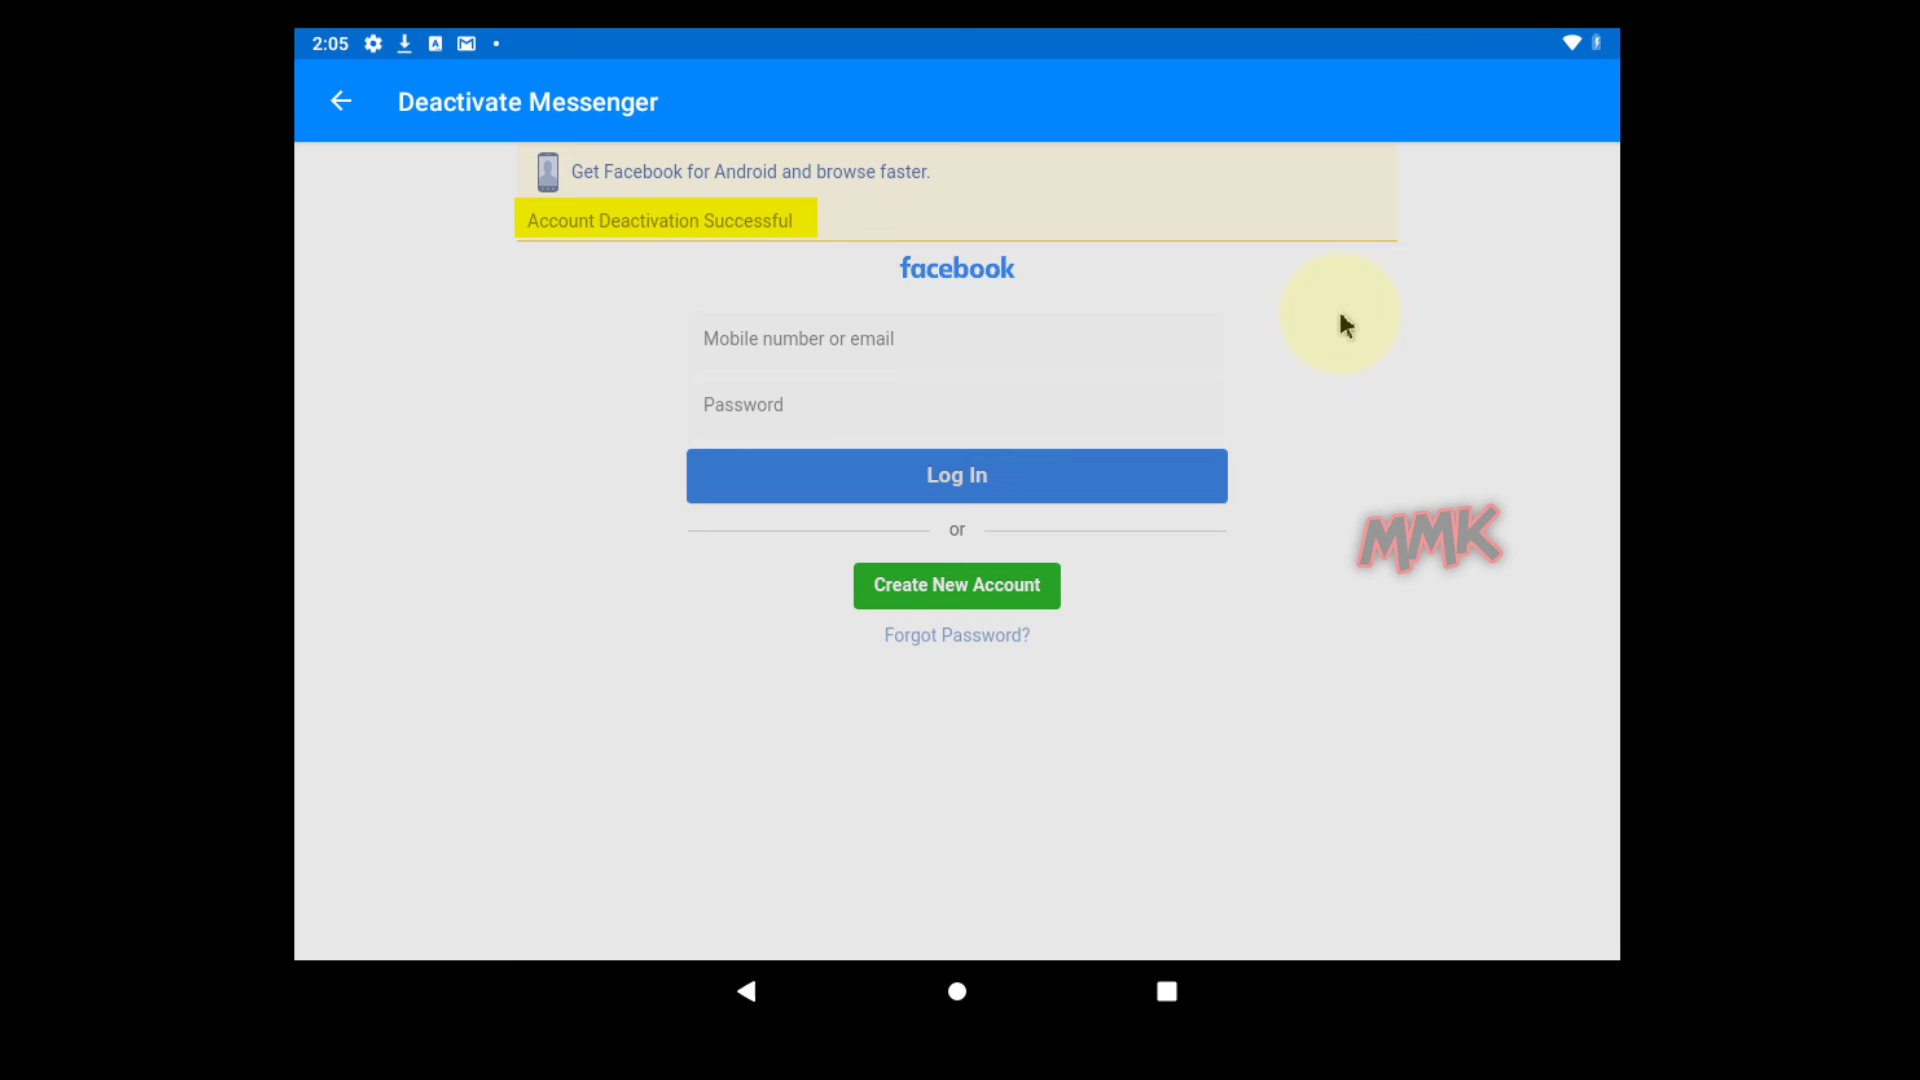 2:05
Deactivate Messenger
Get Facebook for Android and browse faster.
Account Deactivation Successful
facebook
Mobile number or email
Password
Log In
or
MMK
Create New Account
Forgot Password?